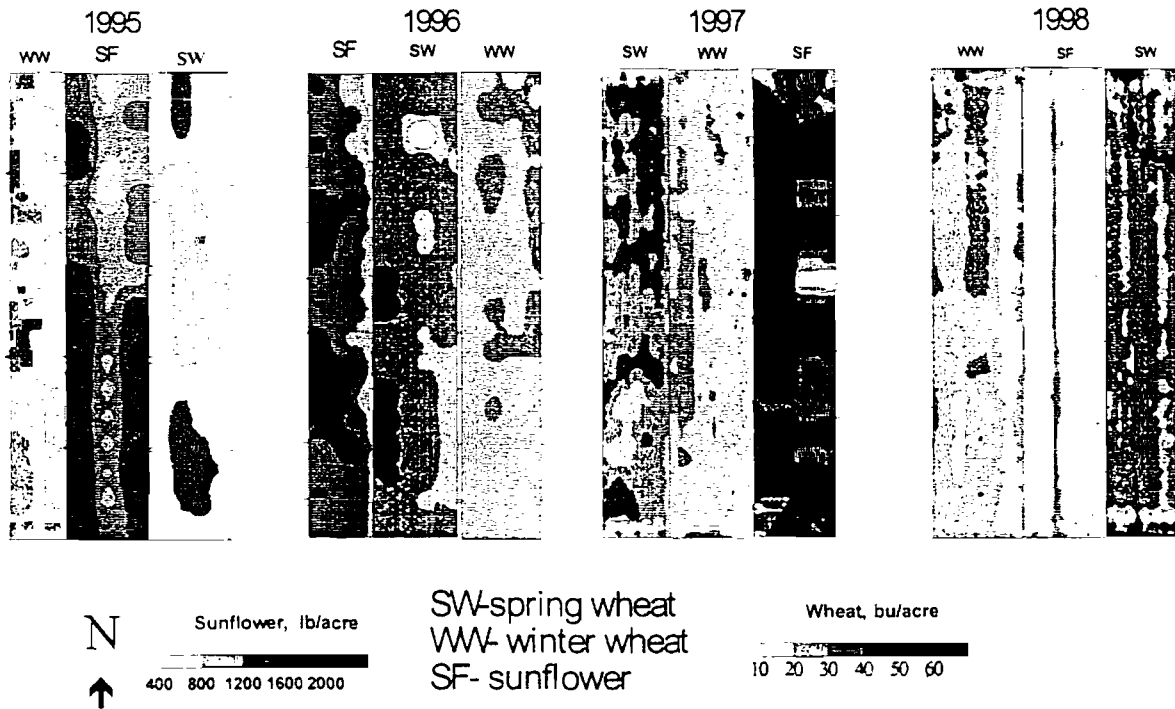 1995 1996 1997 1998
WW SF SW SF SW WW SW WW SF WW SF SW
N
Sunflower, lb/acre
400 800 1200 1600 2000
SW-spring wheat
WW- winter wheat
SF- sunflower
Wheat, bu/acre
10 20 30 40 50 60